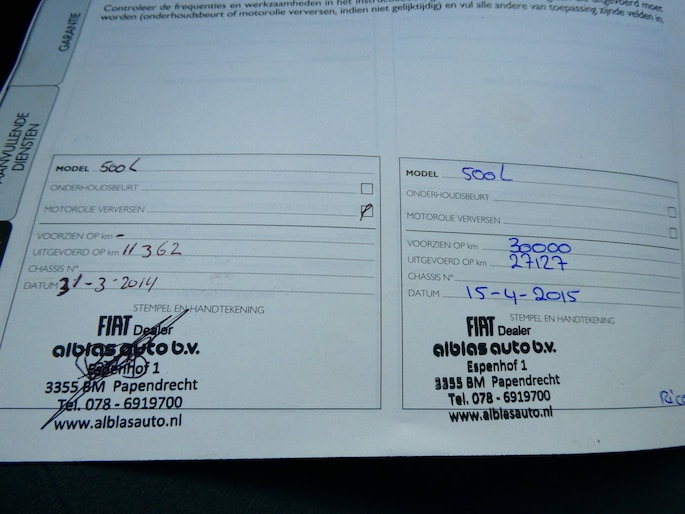 Controleer de frequenties en werkzaamheden in het
uitgevoerd moet
worden (onderhoudsbeurt of motorolie verversen, indien niet gelijktijdig) en vul alle andere van toepassing zijnde velden in.
GARANTIE
AANVULLENDE
DIENSTEN
MODEL 500L
ONDERHOUDSBEURT
MOTOROLIE VERVERSEN
VOORZIEN OP km -
UITGEVOERD OP km 11362
CHASSIS N°
DATUM 31-3-2014
STEMPEL EN HANDTEKENING
FIAT Dealer
alblas auto b.v.
Espenhof 1
3355 BM Papendrecht
Tel. 078 - 6919700
www.alblasauto.nl
MODEL 500L
ONDERHOUDSBEURT
MOTOROLIE VERVERSEN
VOORZIEN OP km 30000
UITGEVOERD OP km 27127
CHASSIS N°
DATUM 15-4-2015
STEMPEL EN HANDTEKENING
FIAT Dealer
alblas auto b.v.
Espenhof 1
3355 BM Papendrecht
Tel. 078 - 6919700
www.alblasauto.nl